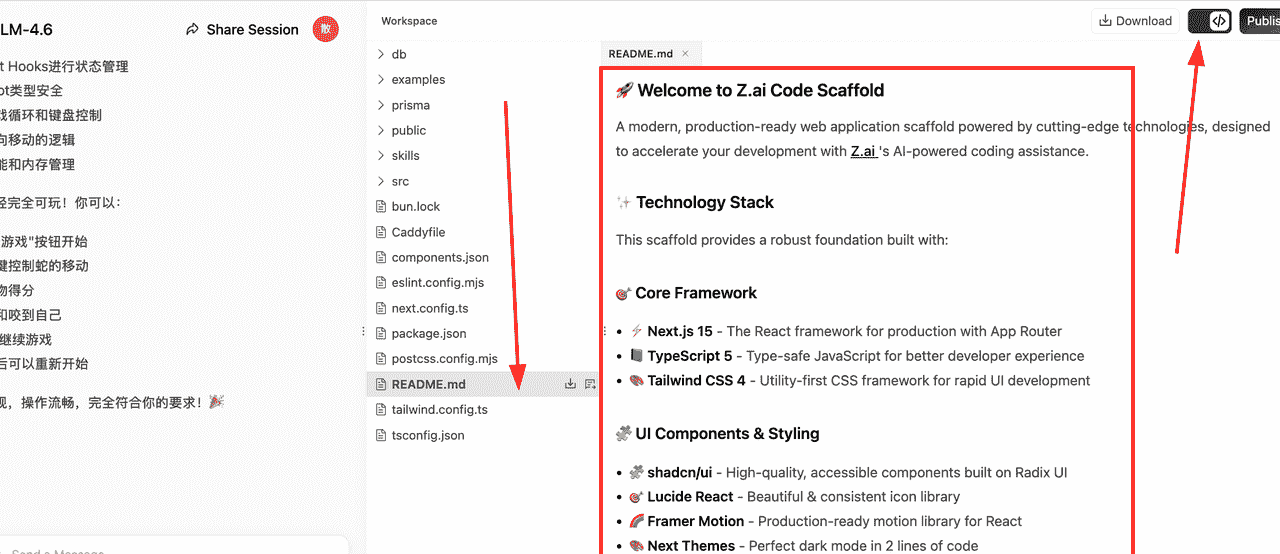 LM-4.6
Share Session
t Hooks进行状态管理
pt类型安全
戏循环和键盘控制
向移动的逻辑
能和内存管理
经完全可玩！你可以：
游戏"按钮开始
键控制蛇的移动
物得分
和咬到自己
继续游戏
后可以重新开始
观，操作流畅，完全符合你的要求！🎉
Send a Message
Workspace
Download
Publis
db
examples
prisma
public
skills
src
bun.lock
Caddyfile
components.json
eslint.config.mjs
next.config.ts
package.json
postcss.config.mjs
README.md
tailwind.config.ts
tsconfig.json
README.md ×
🚀 Welcome to Z.ai Code Scaffold
A modern, production-ready web application scaffold powered by cutting-edge technologies, designed
to accelerate your development with Z.ai 's AI-powered coding assistance.
✨ Technology Stack
This scaffold provides a robust foundation built with:
🎯 Core Framework
• ⚡ Next.js 15 - The React framework for production with App Router
• 📘 TypeScript 5 - Type-safe JavaScript for better developer experience
• 🎨 Tailwind CSS 4 - Utility-first CSS framework for rapid UI development
🧩 UI Components & Styling
• 🧩 shadcn/ui - High-quality, accessible components built on Radix UI
• 🎯 Lucide React - Beautiful & consistent icon library
• 🌈 Framer Motion - Production-ready motion library for React
• 🎨 Next Themes - Perfect dark mode in 2 lines of code